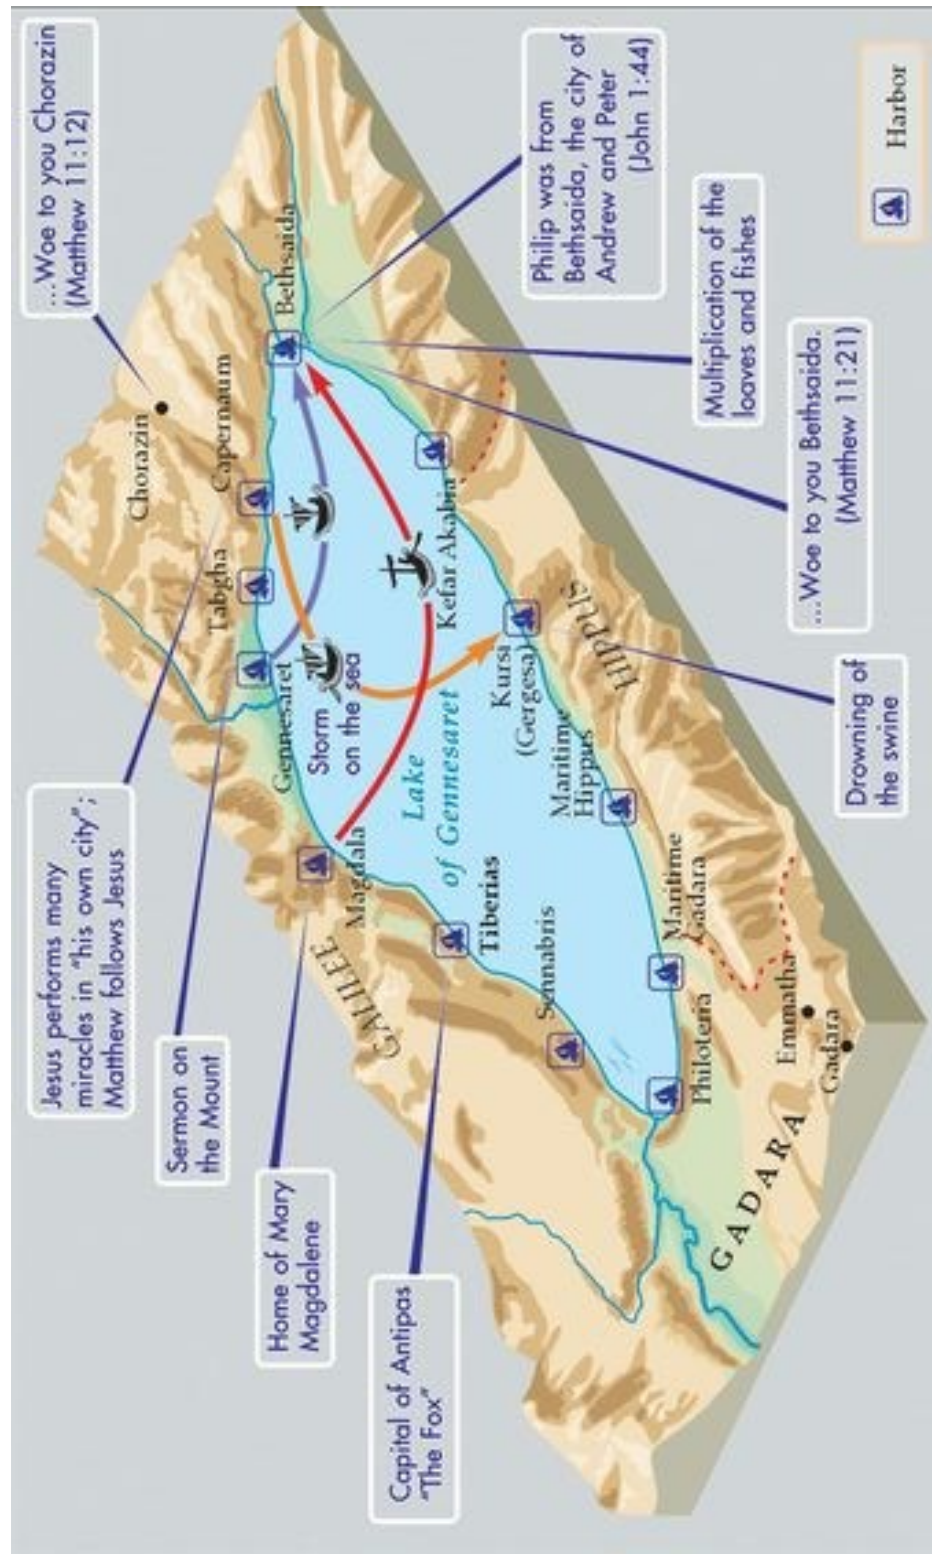 ...Woe to you Chorazin
(Matthew 11:12)
Jesus performs many
miracles in "his own city";
Matthew follows Jesus
Sermon on
the Mount
Home of Mary
Magdalene
Capital of Antipas
"The Fox"
Chorazin
Capernaum
Bethsaida
Tabgha
Gennesaret
Storm
on the sea
Magdala
GALILEE
Lake
of Gennesaret
Tiberias
Sennabris
Kefar Akabia
Kursi
(Gergesa)
HIPPUS
Maritime
Hippus
Maritime
Gadara
Philoteria
Emmatha
Gadara
GADARA
Philip was from
Bethsaida, the city of
Andrew and Peter
(John 1:44)
Multiplication of the
loaves and fishes
...Woe to you Bethsaida.
(Matthew 11:21)
Drowning of
the swine
Harbor